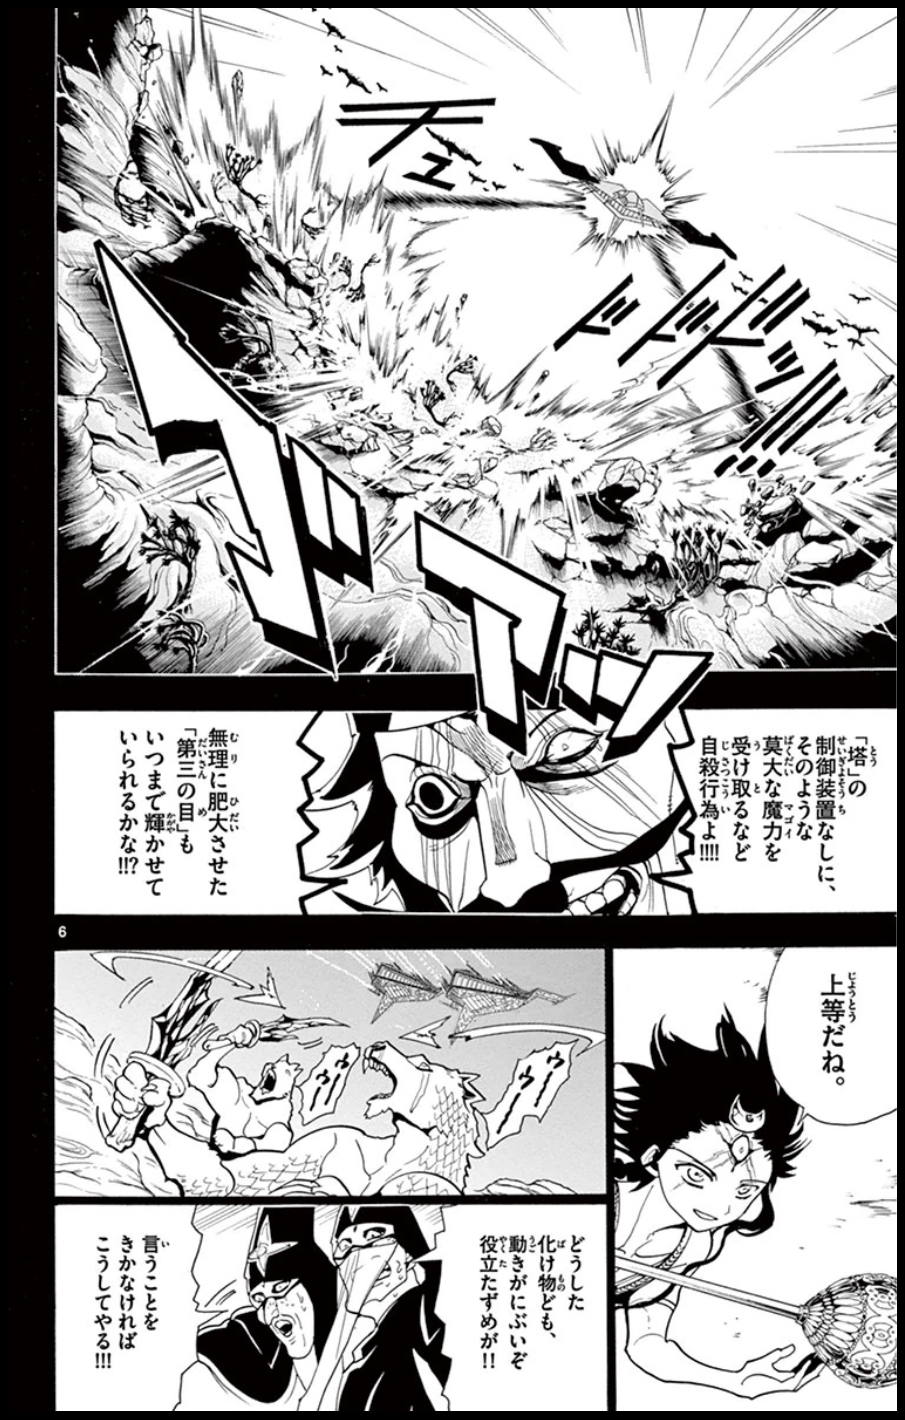 チュ
ドドドッ!!!!
ゴァッ
「塔」の
制御装置なしに、
そのような
莫大な魔力を
受け取るなど
自殺行為よ!!!!
無理に肥大させた
「第三の目」も
いつまで輝かせて
いられるかな!!?
6
上等だね。
ウゥーー
ウゥーー
どうした
化け物ども、
動きがにぶいぞ
役立たずめが!!
言うことを
きかなければ
こうしてやる!!!